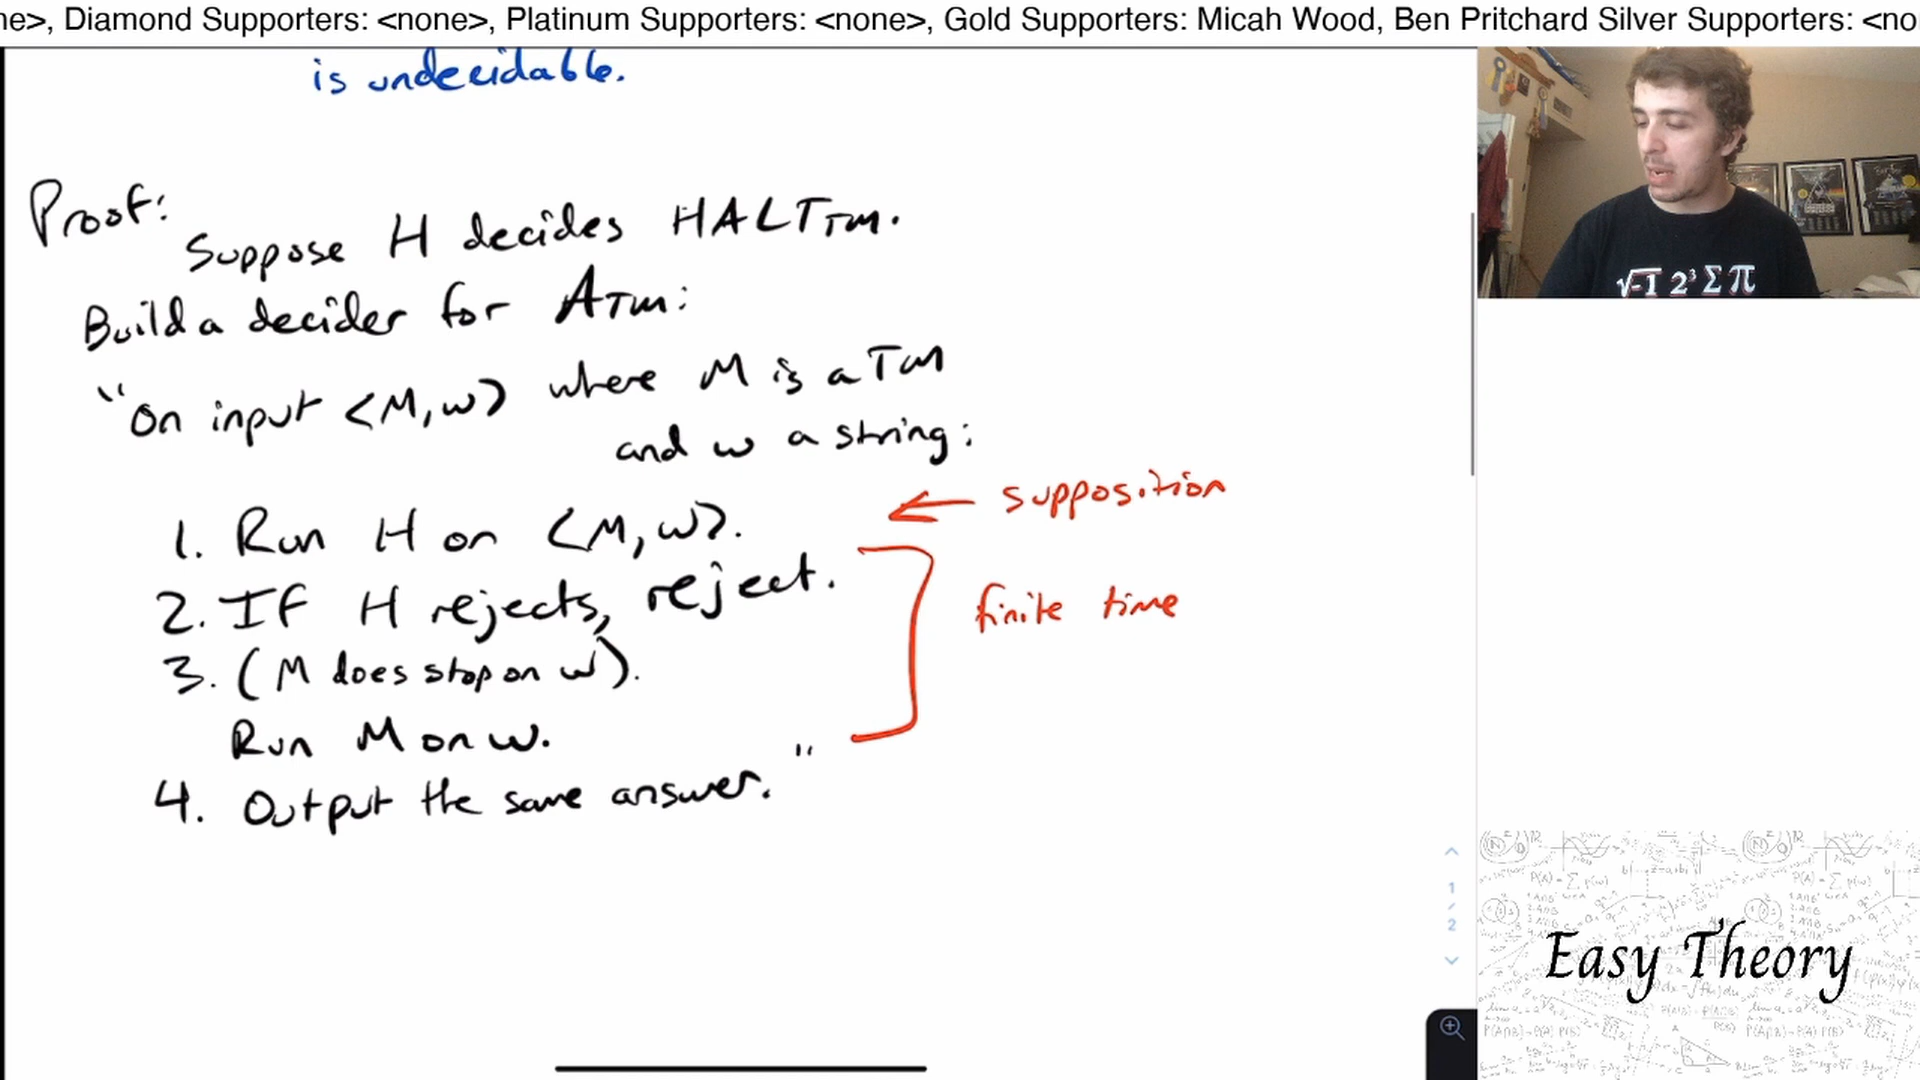 ne>, Diamond Supporters: <none>, Platinum Supporters: <none>, Gold Supporters: Micah Wood, Ben Pritchard Silver Supporters: <no
is undecidable.
Proof:
Suppose H decides HALTTM.
Build a decider for ATM:
"On input <M, w> where M is a TM
and w a string:
1. Run H on <M, w>.
← supposition
2. If H rejects, reject.
finite time
3. (M does stop on w).
Run M on w.
4. Output the same answer."
√-1 2³ Σ π
1
/
2
Easy Theory